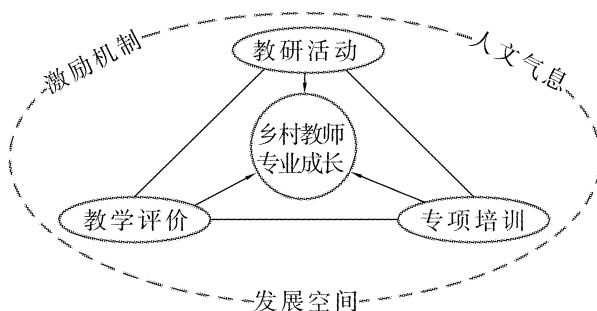 激励机制
教研活动
人文气息
乡村教师
专业成长
教学评价
专项培训
发展空间